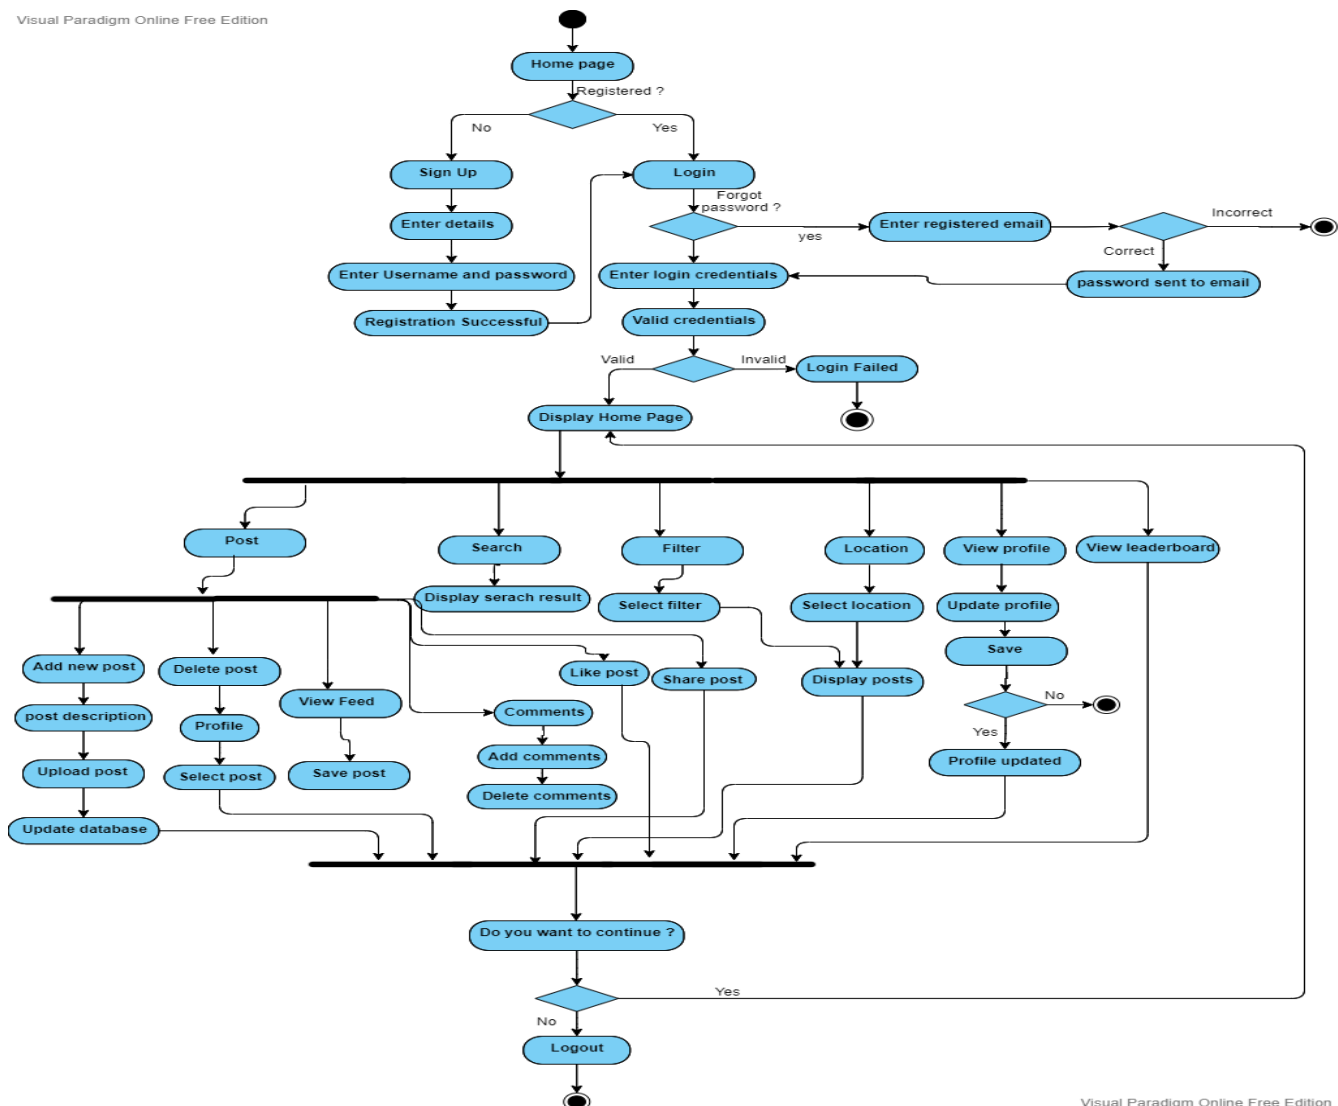 Visual Paradigm Online Free Edition
Home page
Registered ?
No
Yes
Sign Up
Login
Forgot
password ?
Enter details
yes
Enter registered email
Incorrect
Correct
Enter Username and password
Enter login credentials
password sent to email
Registration Successful
Valid credentials
Valid
Invalid
Login Failed
Display Home Page
Post
Search
Filter
Location
View profile
View leaderboard
Display serach result
Select filter
Select location
Update profile
Save
Add new post
Delete post
View Feed
Like post
Share post
Display posts
No
post description
Profile
Comments
Yes
Upload post
Select post
Save post
Add comments
Profile updated
Delete comments
Update database
Do you want to continue ?
Yes
No
Logout
Visual Paradigm Online Free Edition